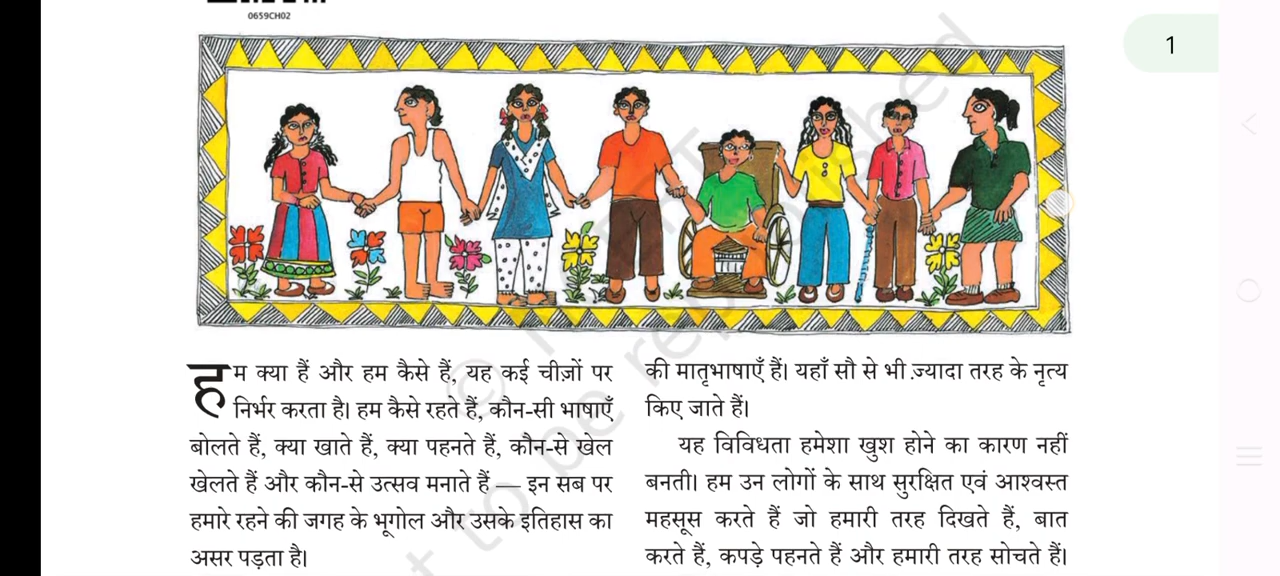 0659CH02
1
हम क्या हैं और हम कैसे हैं, यह कई चीज़ों पर
निर्भर करता है। हम कैसे रहते हैं, कौन-सी भाषाएँ
बोलते हैं, क्या खाते हैं, क्या पहनते हैं, कौन-से खेल
खेलते हैं और कौन-से उत्सव मनाते हैं — इन सब पर
हमारे रहने की जगह के भूगोल और उसके इतिहास का
असर पड़ता है।
की मातृभाषाएँ हैं। यहाँ सौ से भी ज़्यादा तरह के नृत्य
किए जाते हैं।
यह विविधता हमेशा खुश होने का कारण नहीं
बनती। हम उन लोगों के साथ सुरक्षित एवं आश्वस्त
महसूस करते हैं जो हमारी तरह दिखते हैं, बात
करते हैं, कपड़े पहनते हैं और हमारी तरह सोचते हैं।